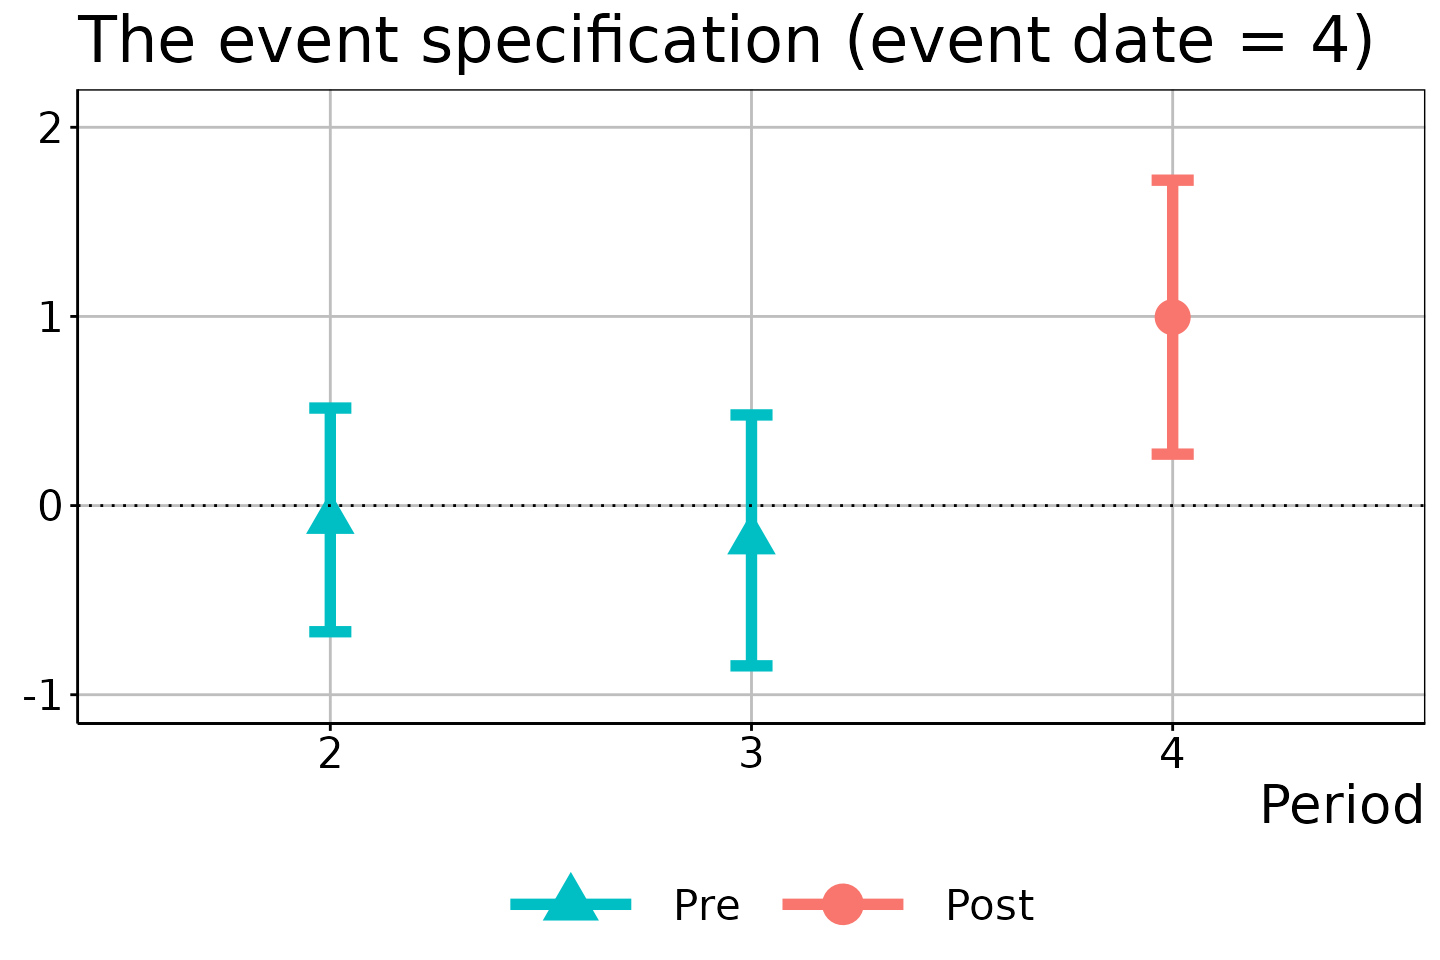 The event specification (event date = 4)
2
1
0
-1
2 3 4
Period
Pre Post